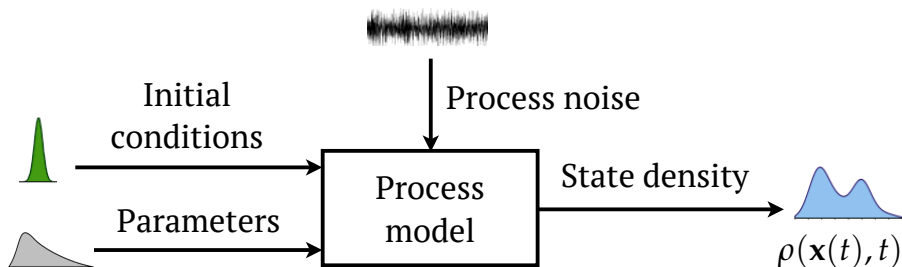 Initial
conditions
Process noise
Parameters
Process
model
State density
ρ(𝐱(t), t)